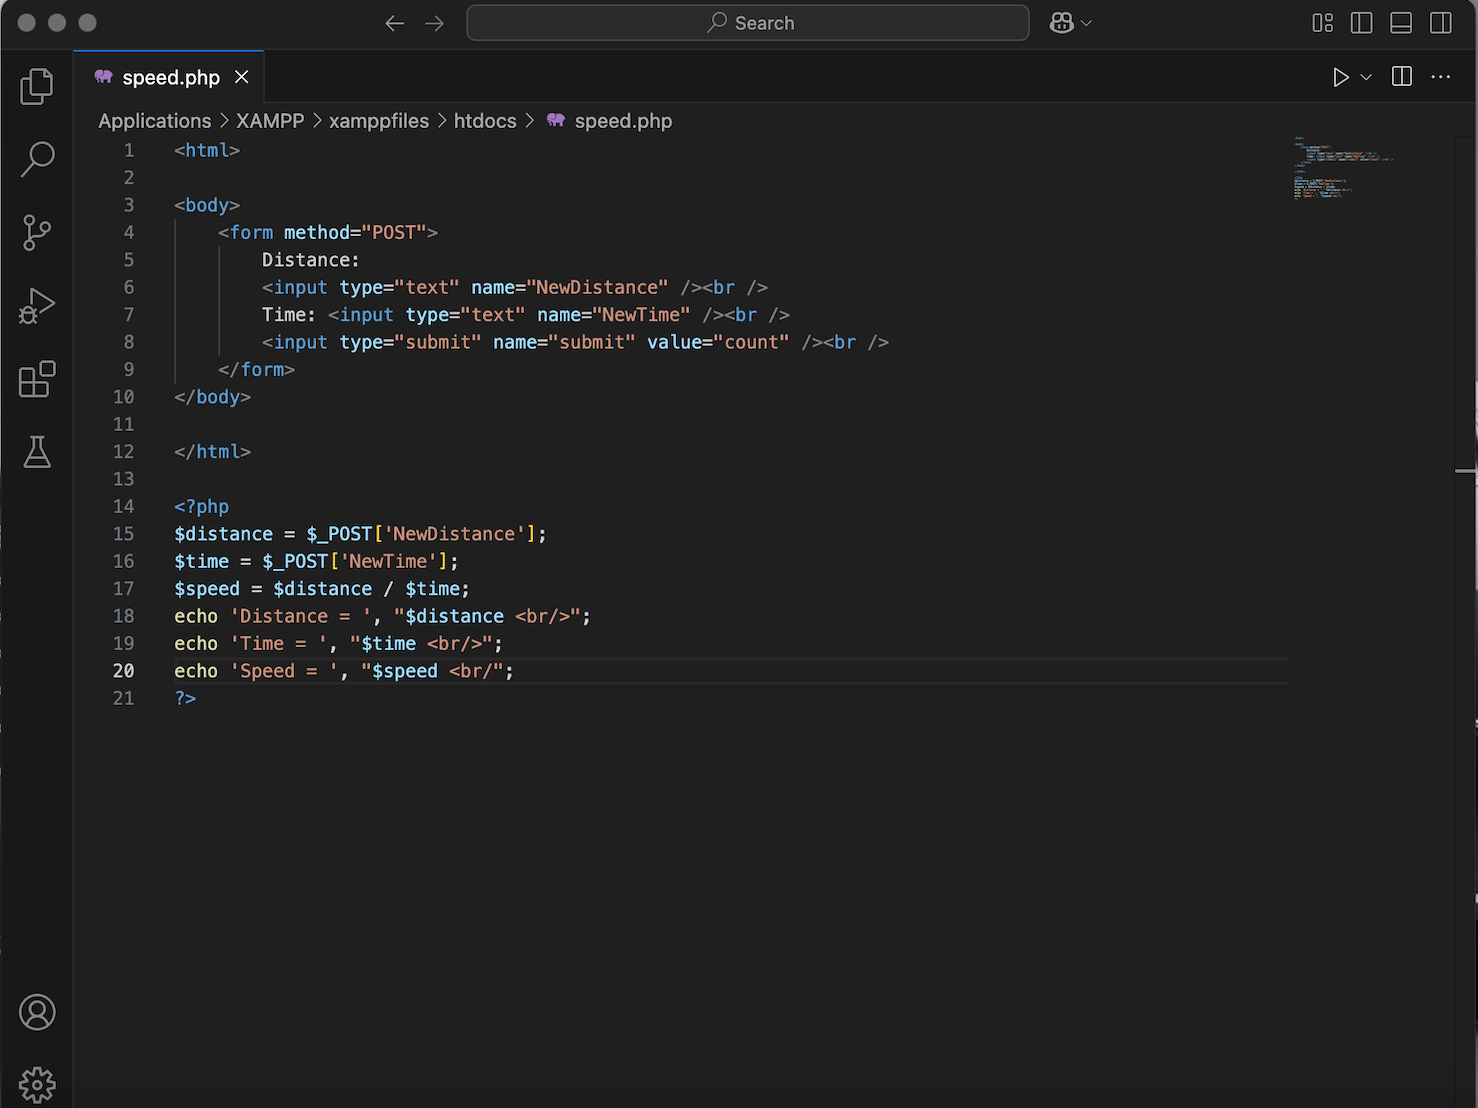 Search
speed.php
Applications > XAMPP > xamppfiles > htdocs > speed.php
1 <html>
2
3 <body>
4     <form method="POST">
5         Distance:
6         <input type="text" name="NewDistance" /><br />
7         Time: <input type="text" name="NewTime" /><br />
8         <input type="submit" name="submit" value="count" /><br />
9     </form>
10 </body>
11
12 </html>
13
14 <?php
15 $distance = $_POST['NewDistance'];
16 $time = $_POST['NewTime'];
17 $speed = $distance / $time;
18 echo 'Distance = ', "$distance <br/>";
19 echo 'Time = ', "$time <br/>";
20 echo 'Speed = ', "$speed <br/";
21 ?>